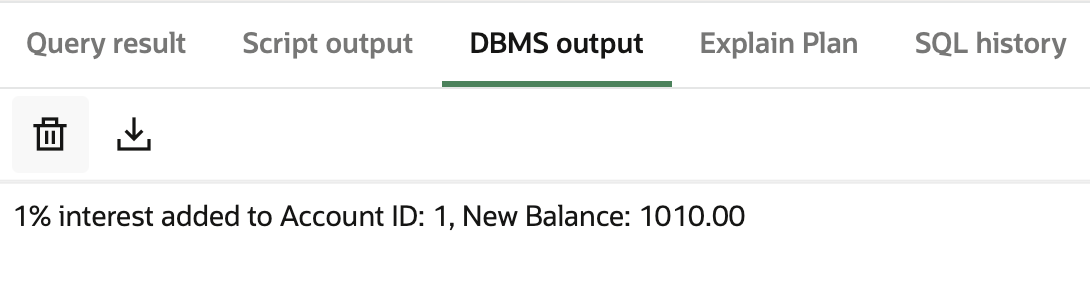 Query result Script output DBMS output Explain Plan SQL history
1% interest added to Account ID: 1, New Balance: 1010.00